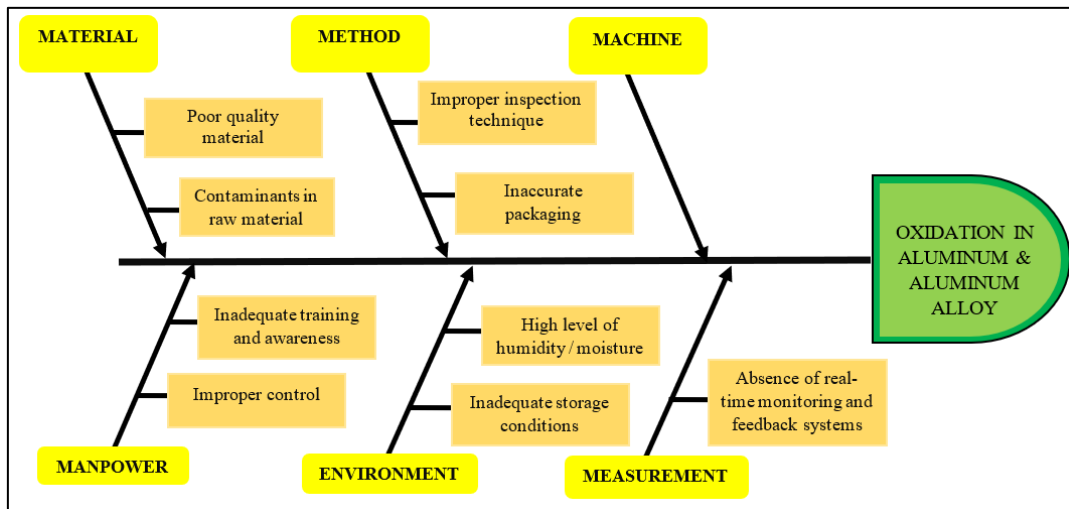 MATERIAL
METHOD
MACHINE
Poor quality
material
Contaminants in
raw material
Improper inspection
technique
Inaccurate
packaging
OXIDATION IN
ALUMINUM &
ALUMINUM
ALLOY
Inadequate training
and awareness
Improper control
High level of
humidity / moisture
Inadequate storage
conditions
Absence of real-
time monitoring and
feedback systems
MANPOWER
ENVIRONMENT
MEASUREMENT